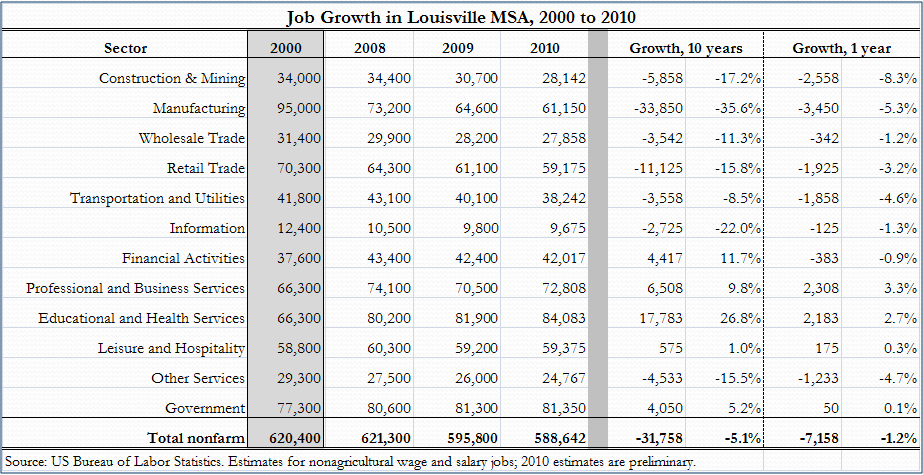 Job Growth in Louisville MSA, 2000 to 2010
Sector 2000 2008 2009 2010 Growth, 10 years Growth, 1 year
Construction & Mining 34,000 34,400 30,700 28,142 -5,858 -17.2% -2,558 -8.3%
Manufacturing 95,000 73,200 64,600 61,150 -33,850 -35.6% -3,450 -5.3%
Wholesale Trade 31,400 29,900 28,200 27,858 -3,542 -11.3% -342 -1.2%
Retail Trade 70,300 64,300 61,100 59,175 -11,125 -15.8% -1,925 -3.2%
Transportation and Utilities 41,800 43,100 40,100 38,242 -3,558 -8.5% -1,858 -4.6%
Information 12,400 10,500 9,800 9,675 -2,725 -22.0% -125 -1.3%
Financial Activities 37,600 43,400 42,400 42,017 4,417 11.7% -383 -0.9%
Professional and Business Services 66,300 74,100 70,500 72,808 6,508 9.8% 2,308 3.3%
Educational and Health Services 66,300 80,200 81,900 84,083 17,783 26.8% 2,183 2.7%
Leisure and Hospitality 58,800 60,300 59,200 59,375 575 1.0% 175 0.3%
Other Services 29,300 27,500 26,000 24,767 -4,533 -15.5% -1,233 -4.7%
Government 77,300 80,600 81,300 81,350 4,050 5.2% 50 0.1%
Total nonfarm 620,400 621,300 595,800 588,642 -31,758 -5.1% -7,158 -1.2%
Source: US Bureau of Labor Statistics. Estimates for nonagricultural wage and salary jobs; 2010 estimates are preliminary.